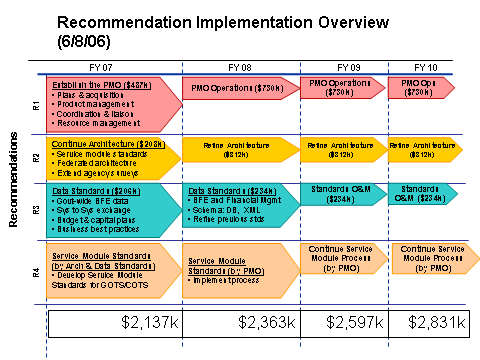 Recommendation Implementation Overview
(6/8/06)
FY 07
FY 08
FY 09
FY 10
Recommendations
R1
Establish the PMO ($487k)
• Plans & acquisition
• Product management
• Coordination & liaison
• Resource management
PMO Operations ($730k)
PMO Operations
($730k)
PMO Ops
($730k)
R2
Continue Architecture ($208k)
• Service module standards
• Federated architecture
• Extend agency surveys
Refine Architecture
($812k)
Refine Architecture
($812k)
Refine Architecture
($812k)
R3
Data Standard ($206k)
• Govt-wide BFE data
• Sys to Sys exchange
• Budget & capital plans
• Business best practices
Data Standard ($234k)
• BFE and Financial Mgmt
• Schema: DB, XML
• Refine previous stds
Standards O&M
($234k)
Standards
O&M ($234k)
R4
Service Module Standards
(by Arch & Data Standards)
• Develop Service Module
Standards for GOTS/COTS
Service Module
Standards (by PMO)
• Implement process
Continue Service
Module Process
(by PMO)
Continue Service
Module Process
(by PMO)
$2,137k
$2,363k
$2,597k
$2,831k